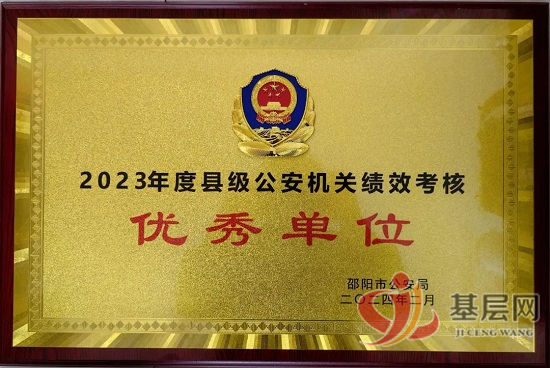 2023年度县级公安机关绩效考核
优秀单位
邵阳市公安局
二〇二四年二月
基层网
JI CENG WANG